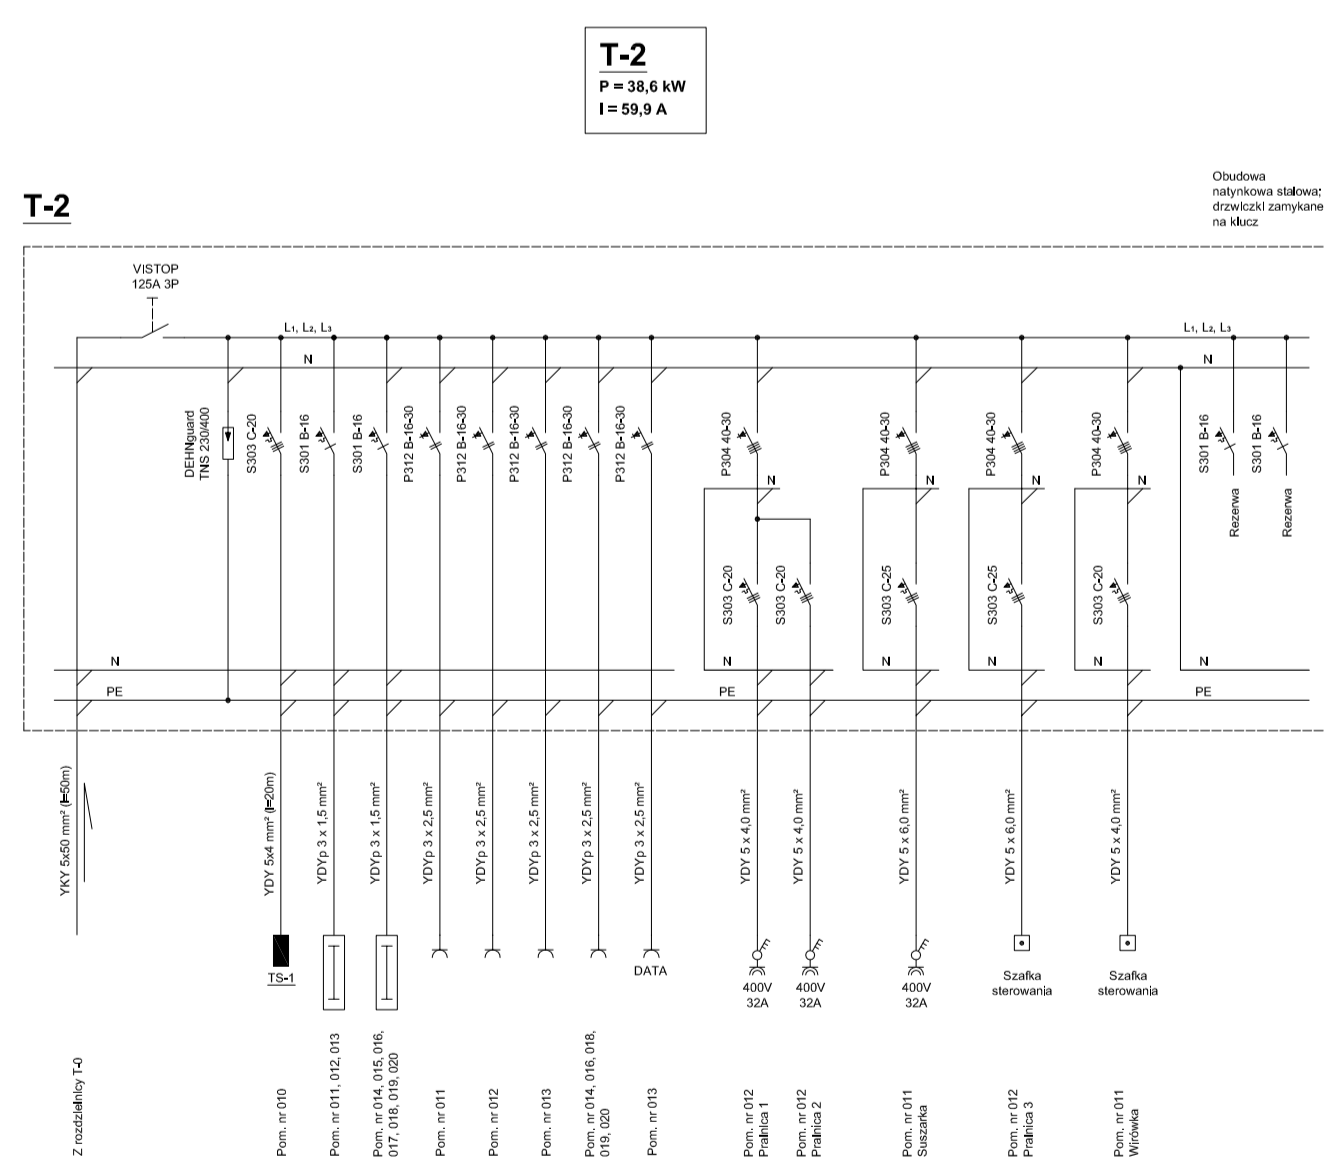 T-2
P = 38,6 kW
I = 59,9 A
Obudowa
natynkowa stalowa;
drzwiczki zamykane
na klucz
T-2
VISTOP
125A 3P
L₁, L₂, L₃
L₁, L₂, L₃
N
N
DEHNguard
TNS 230/400
S303 C-20
S301 B-16
S301 B-16
P312 B-16-30
P312 B-16-30
P312 B-16-30
P312 B-16-30
P312 B-16-30
P304 40-30
P304 40-30
P304 40-30
P304 40-30
S301 B-16
S301 B-16
N
N
N
N
Rezerwa
Rezerwa
S303 C-20
S303 C-20
S303 C-25
S303 C-25
S303 C-20
N
N
N
N
N
N
PE
PE
PE
YKY 5x50 mm² (l=50m)
YDY 5x4 mm² (l=20m)
YDYp 3 x 1,5 mm²
YDYp 3 x 1,5 mm²
YDYp 3 x 2,5 mm²
YDYp 3 x 2,5 mm²
YDYp 3 x 2,5 mm²
YDYp 3 x 2,5 mm²
YDYp 3 x 2,5 mm²
YDY 5 x 4,0 mm²
YDY 5 x 4,0 mm²
YDY 5 x 6,0 mm²
YDY 5 x 6,0 mm²
YDY 5 x 4,0 mm²
TS-1
DATA
400V
32A
400V
32A
400V
32A
Szafka
sterowania
Szafka
sterowania
Z rozdzielnicy T-0
Pom. nr 010
Pom. nr 011, 012, 013
Pom. nr 014, 015, 016,
017, 018, 019, 020
Pom. nr 011
Pom. nr 012
Pom. nr 013
Pom. nr 014, 016, 018,
019, 020
Pom. nr 013
Pom. nr 012
Pralnica 1
Pom. nr 012
Pralnica 2
Pom. nr 011
Suszarka
Pom. nr 012
Pralnica 3
Pom. nr 011
Wirówka